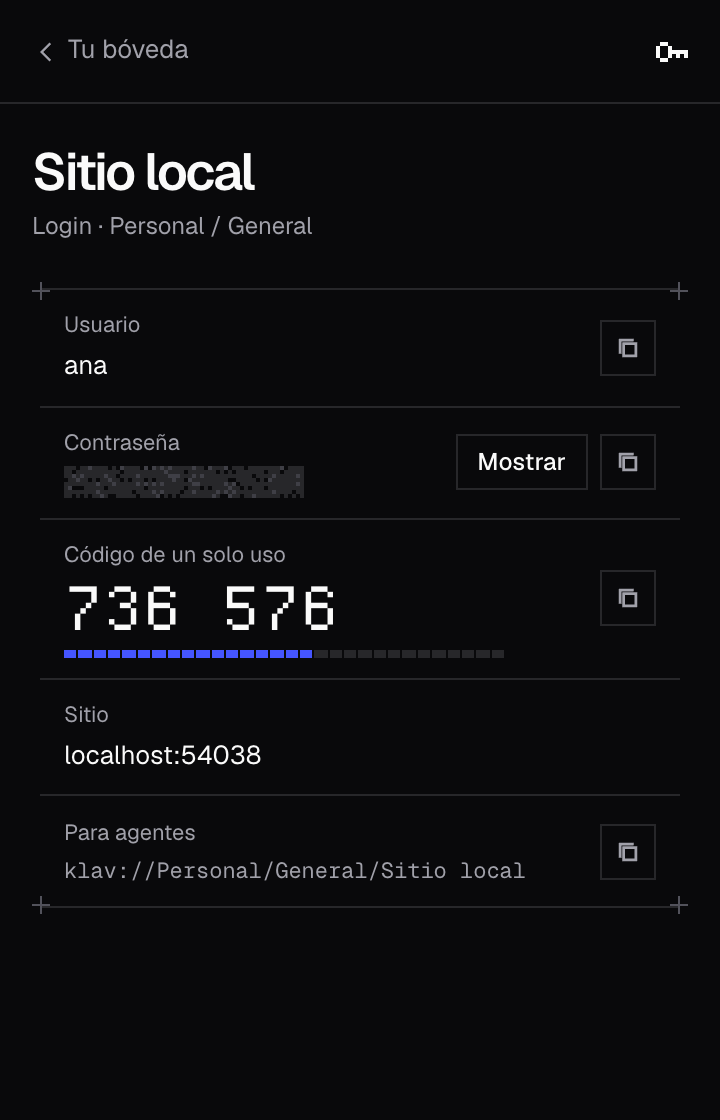 Tu bóveda
Sitio local
Login · Personal / General
Usuario
ana
Contraseña
Mostrar
Código de un solo uso
736 576
Sitio
localhost:54038
Para agentes
klav://Personal/General/Sitio local